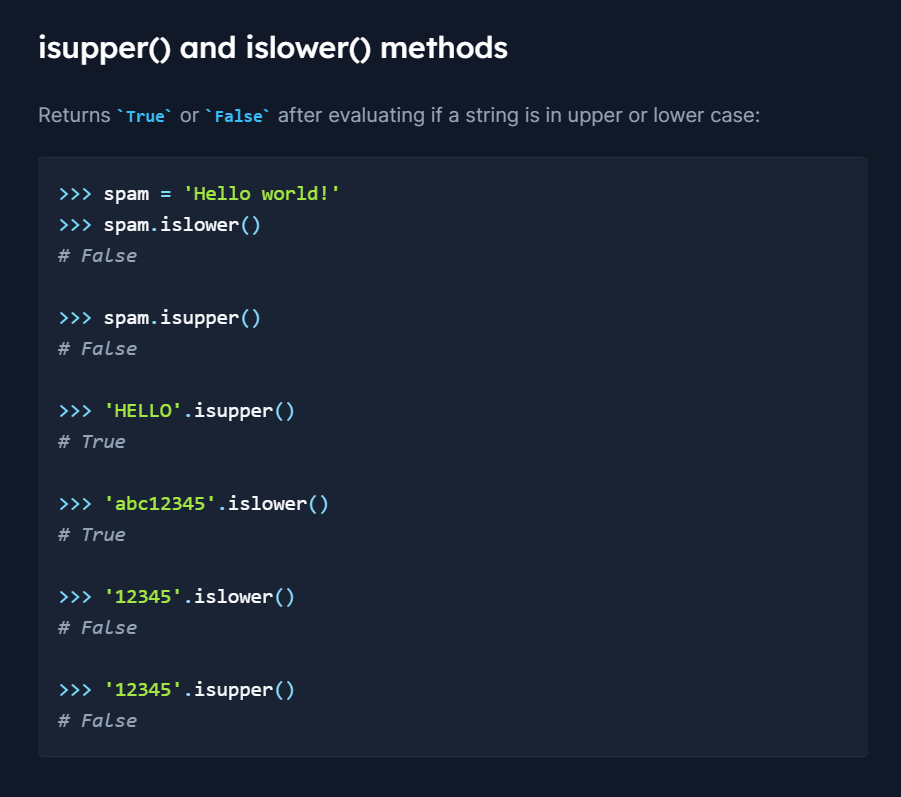 isupper() and islower() methods
Returns `True` or `False` after evaluating if a string is in upper or lower case:
>>> spam = 'Hello world!'
>>> spam.islower()
# False
>>> spam.isupper()
# False
>>> 'HELLO'.isupper()
# True
>>> 'abc12345'.islower()
# True
>>> '12345'.islower()
# False
>>> '12345'.isupper()
# False